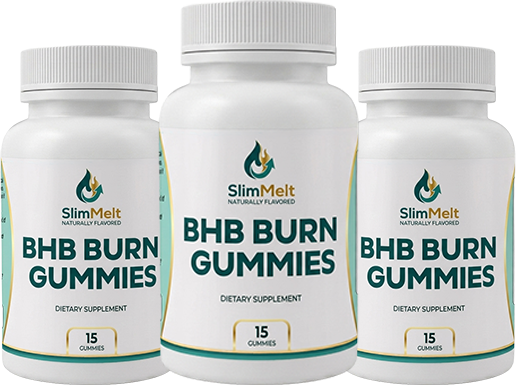 SlimMelt
NATURALLY FLAVORED
BHB BURN
GUMMIES
DIETARY SUPPLEMENT
15
GUMMIES
SlimMelt
NATURALLY FLAVORED
BHB BURN
GUMMIES
DIETARY SUPPLEMENT
15
GUMMIES
SlimMelt
NATURALLY FLAVORED
BHB BURN
GUMMIES
DIETARY SUPPLEMENT
15
GUMMIES